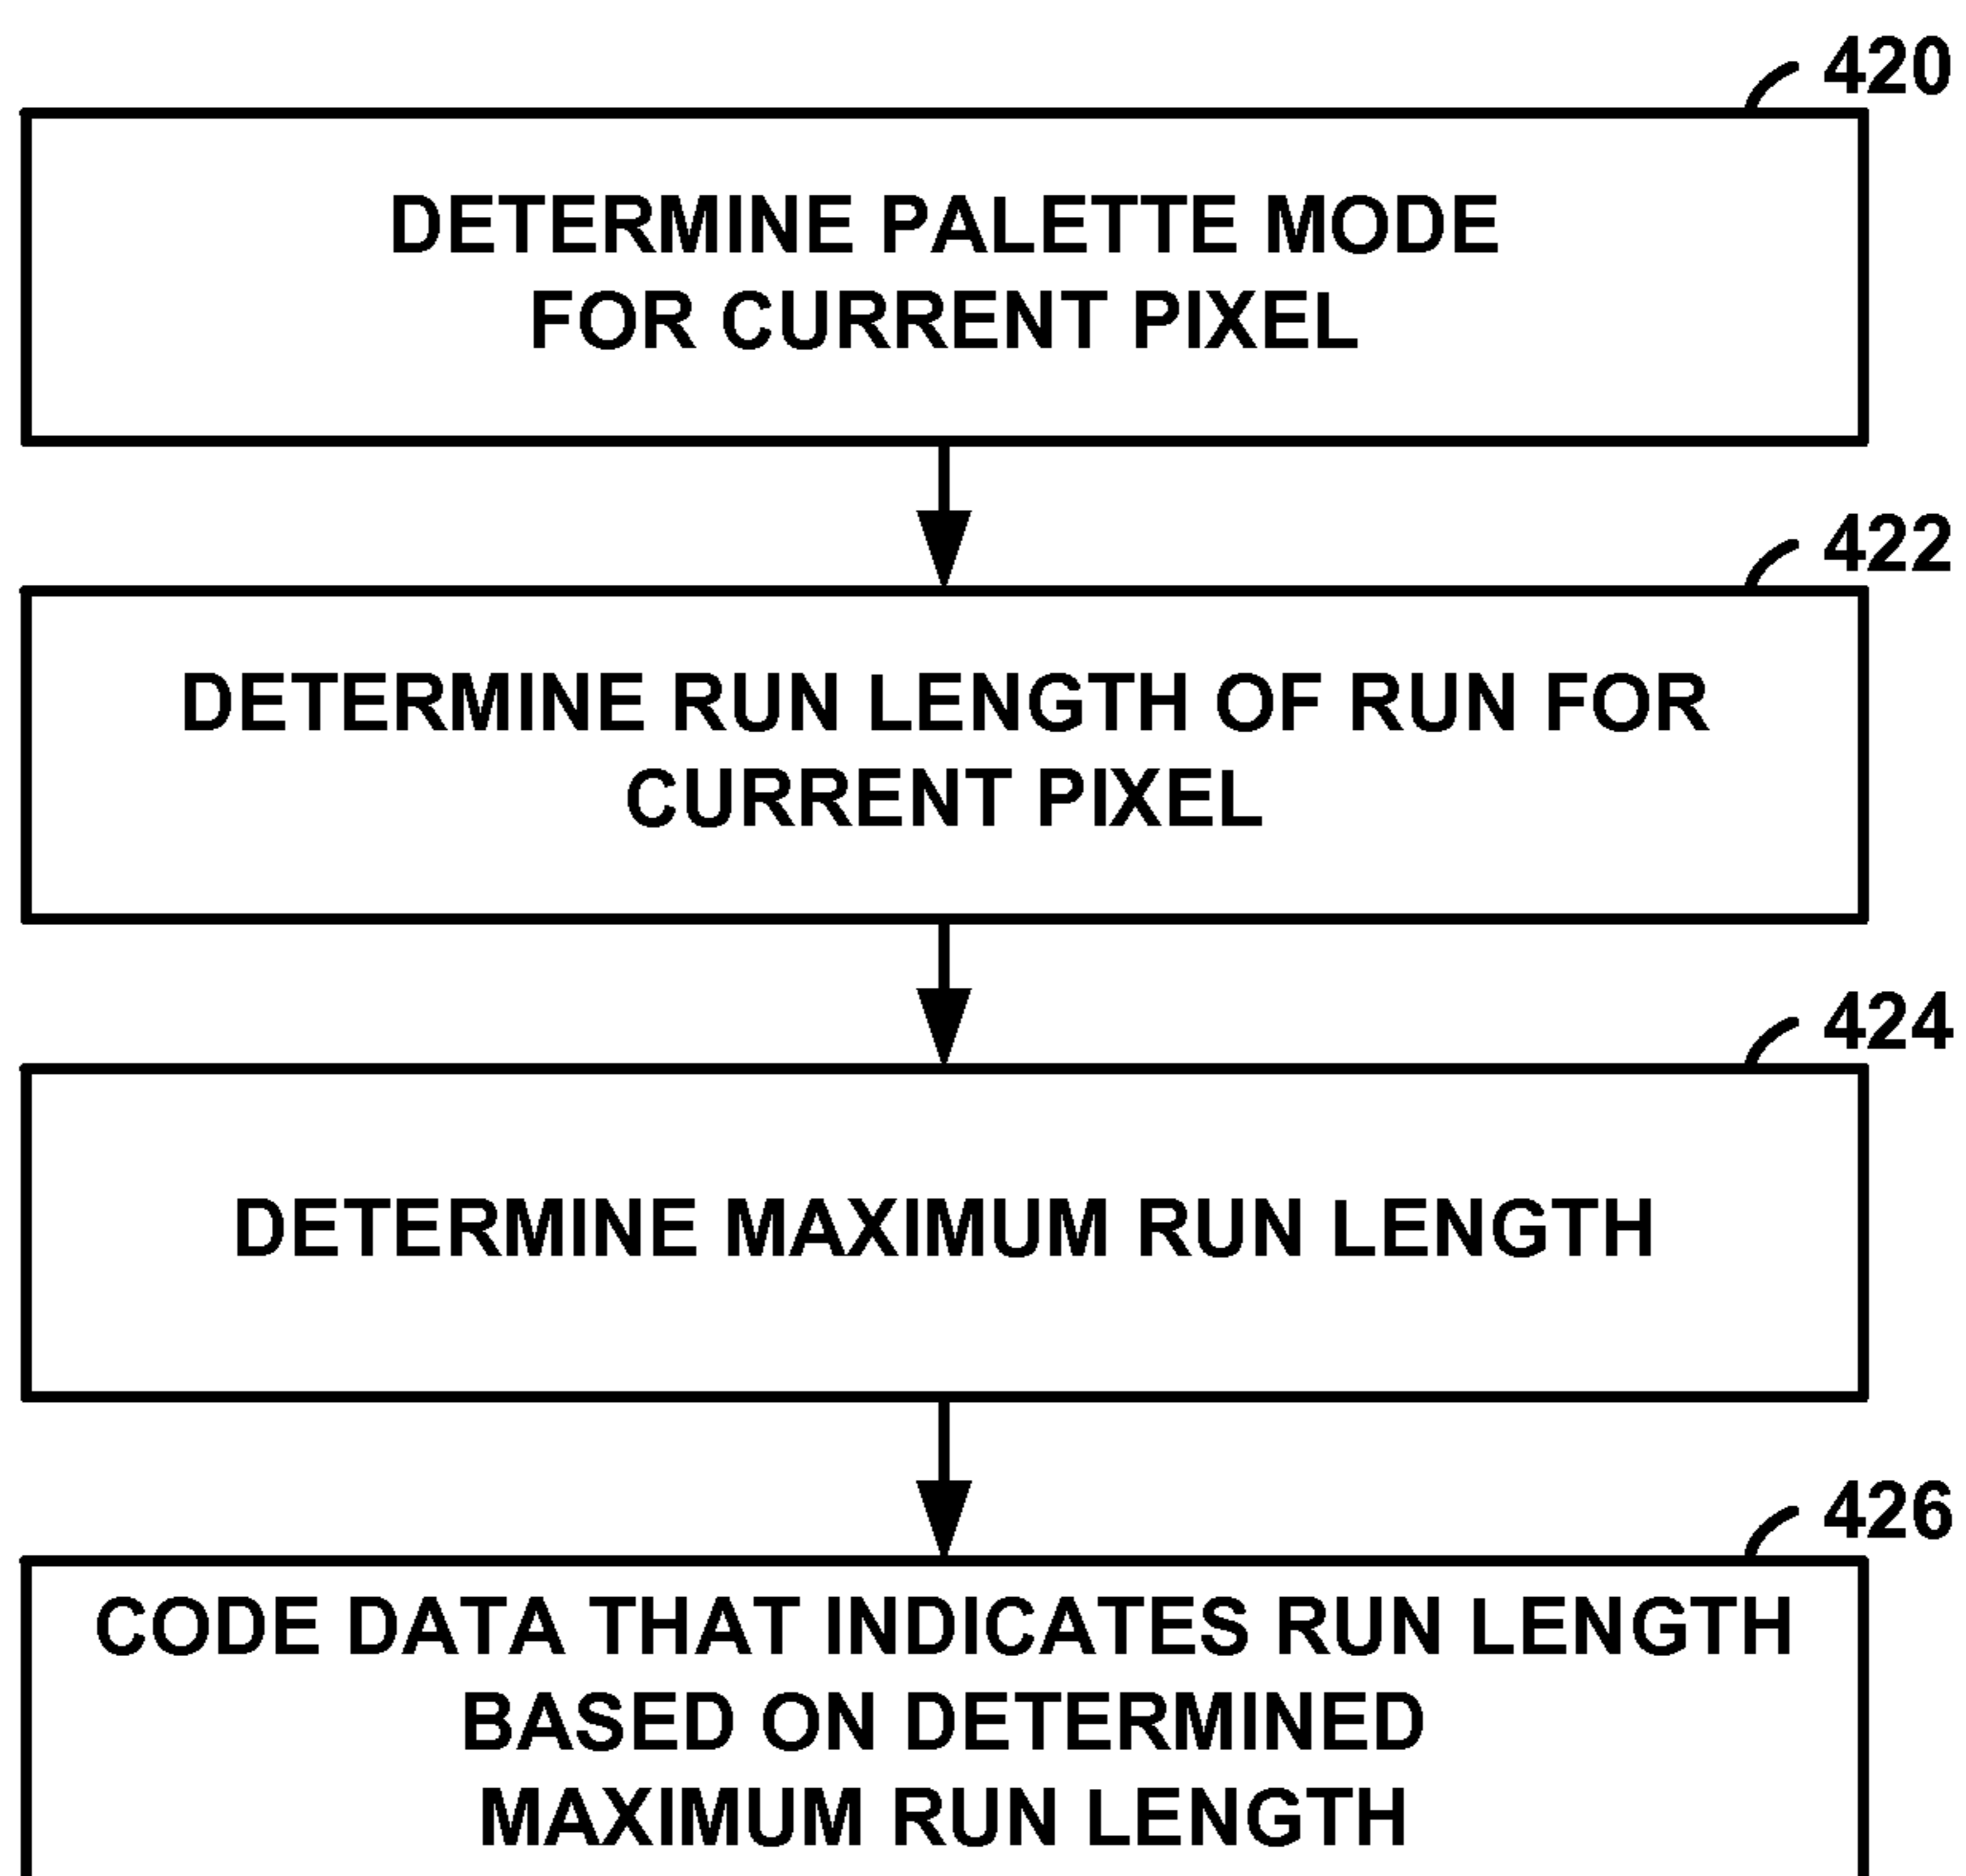 420
DETERMINE PALETTE MODE
FOR CURRENT PIXEL
422
DETERMINE RUN LENGTH OF RUN FOR
CURRENT PIXEL
424
DETERMINE MAXIMUM RUN LENGTH
426
CODE DATA THAT INDICATES RUN LENGTH
BASED ON DETERMINED
MAXIMUM RUN LENGTH